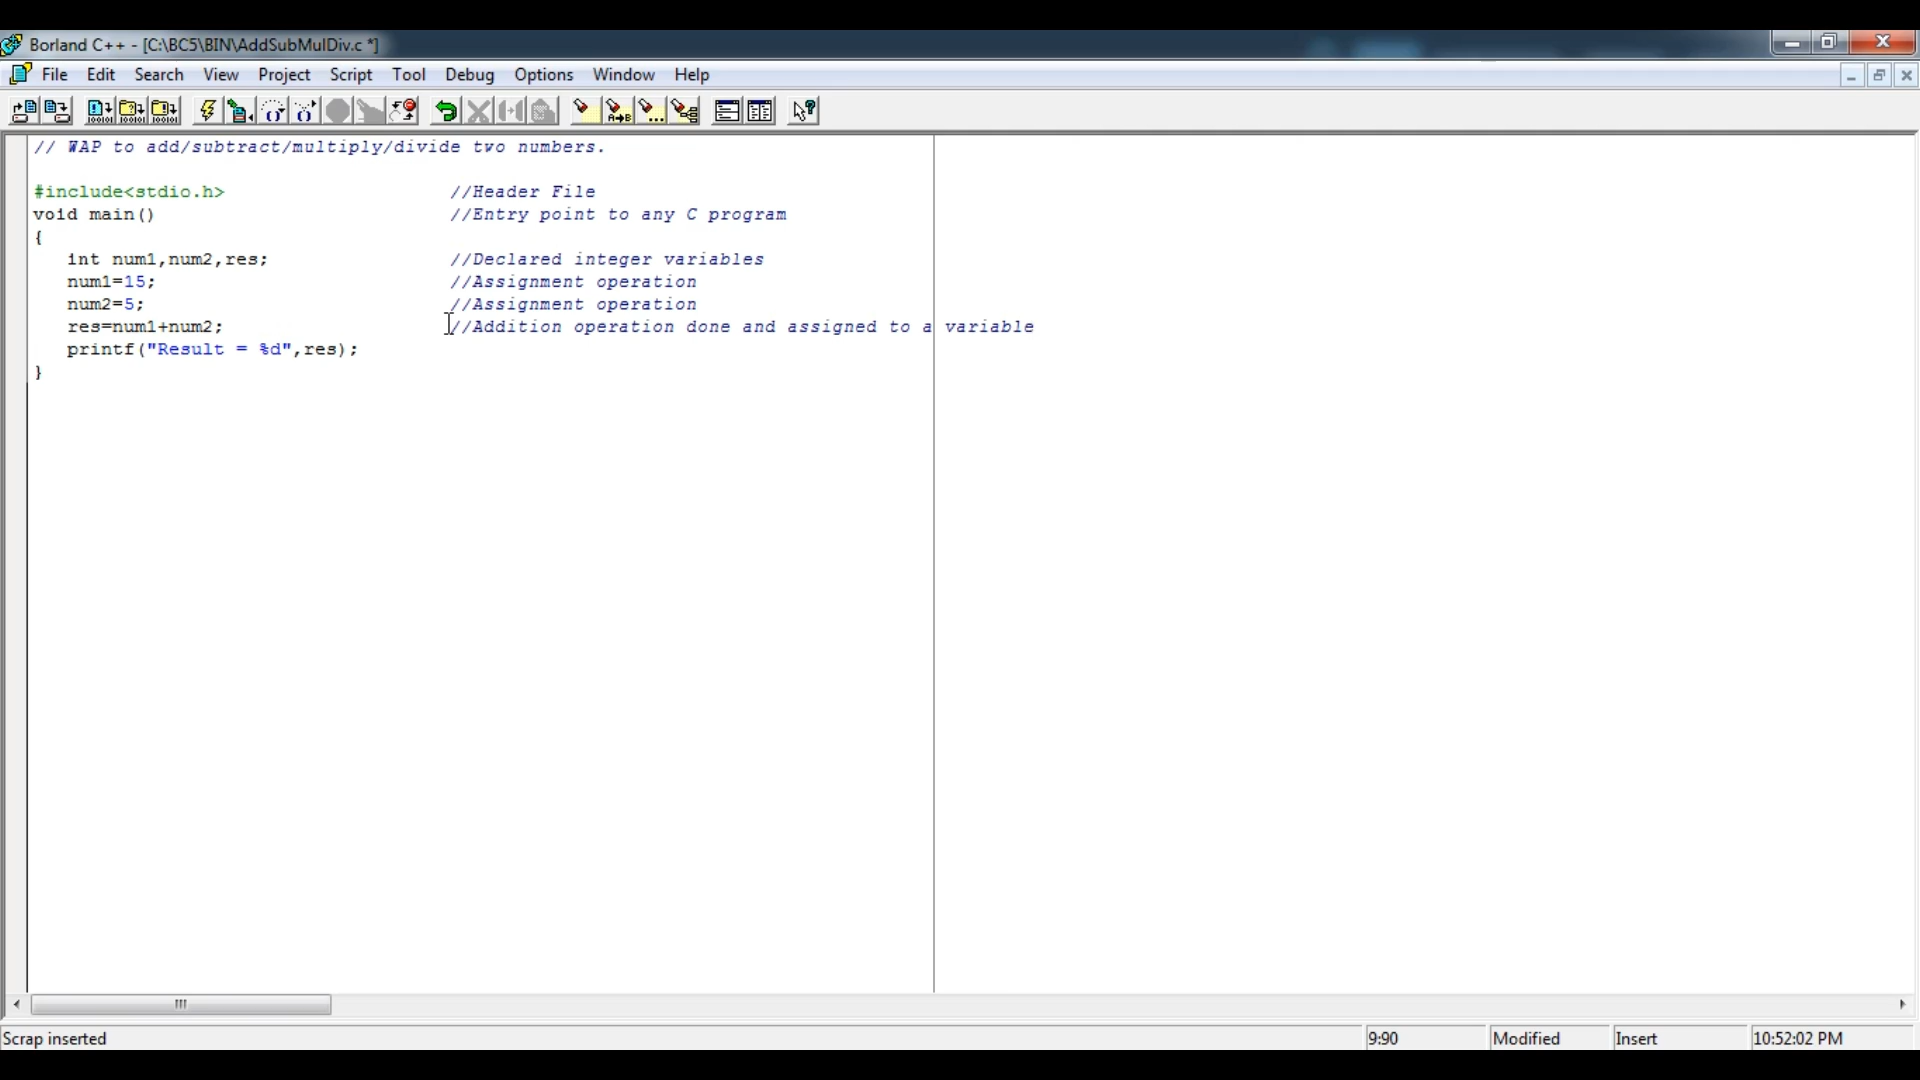 Borland C++ - [C:\BC5\BIN\AddSubMulDiv.c *]
File Edit Search View Project Script Tool Debug Options Window Help
// WAP to add/subtract/multiply/divide two numbers.
#include<stdio.h> //Header File
void main() //Entry point to any C program
{
int num1,num2,res; //Declared integer variables
num1=15; //Assignment operation
num2=5; //Assignment operation
res=num1+num2; //Addition operation done and assigned to a variable
printf("Result = %d",res);
}
Scrap inserted 9:90 Modified Insert 10:52:02 PM